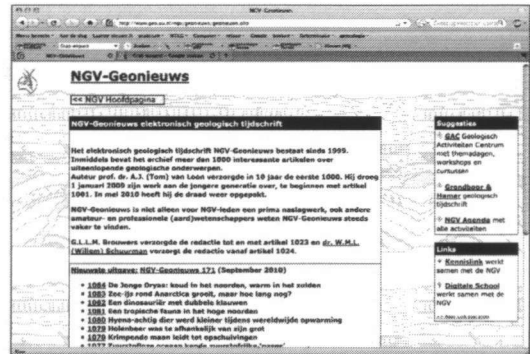 NGV-Geonieuws
NGV-Geonieuws
<< NGV Hoofdpagina
NGV-Geonieuws elektronisch geologisch tijdschrift
Het elektronisch geologisch tijdschrift NGV-Geonieuws bestaat sinds 1999.
Inmiddels bevat het archief meer dan 1000 interessante artikelen over
uiteenlopende geologische onderwerpen.
Auteur prof. dr. A.J. (Tom) van Loon verzorgde in 10 jaar de eerste 1000. Hij droeg
1 januari 2009 zijn werk aan de jongere generatie over, te beginnen met artikel
1001. In mei 2010 heeft hij de draad weer opgepakt.
NGV-Geonieuws is niet alleen voor NGV-leden een prima naslagwerk, ook andere
amateur- en professionele (aard)wetenschappers weten NGV-Geonieuws steeds
vaker te vinden.
G.L.L.M. Brouwers verzorgde de redactie tot en met artikel 1023 en dr. W.M.L.
(Willem) Schuurman verzorgt de redactie vanaf artikel 1024.
Nieuwste uitgave: NGV-Geonieuws 171 (September 2010)
1084 De Jonge Oryas: koud in het noorden, warm in het zuiden
1083 Zee-ijs rond Anarctica groeit, maar hoe lang nog?
1082 Een dinosauriër met dubbele klauwen
1081 Een tropische fauna in het hoge noorden
1080 Hyena-achtig dier werd kleiner tijdens wereldwijde opwarming
1079 Holenbeer was te afhankelijk van zijn grot
1078 Krimpende maan leidt tot opschuivingen
1077
Suggesties
GAC Geologisch
Activiteiten Centrum
met themadagen,
workshops en
cursussen
Grondboor &
Hamer geologisch
tijdschrift
NGV Agenda met
alle activiteiten
Links
Kennislink werkt
samen met de NGV
Digitale School
werkt samen met de
NGV